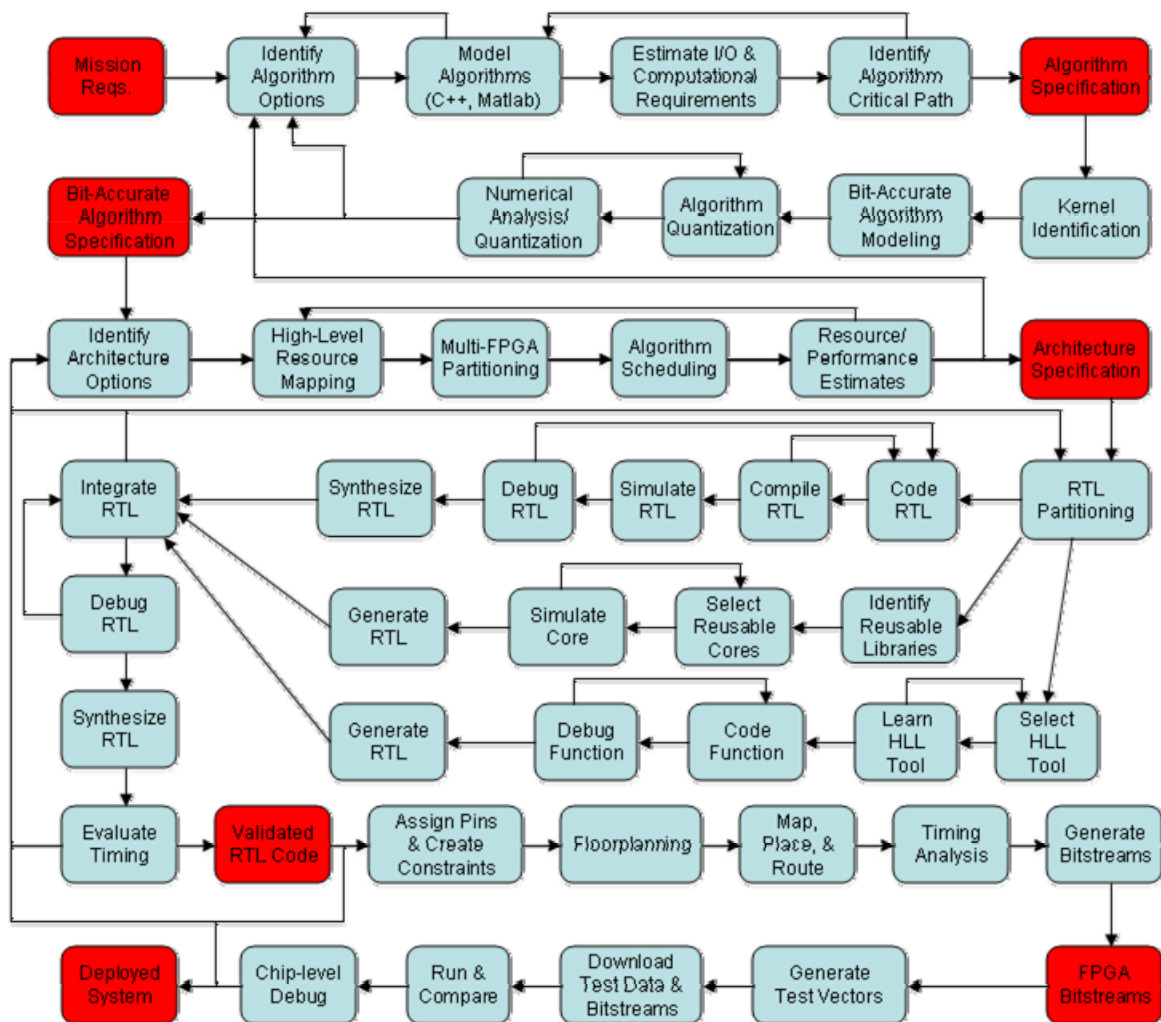 Mission
Reqs.
Identify
Algorithm
Options
Model
Algorithms
(C++, Matlab)
Estimate I/O &
Computational
Requirements
Identify
Algorithm
Critical Path
Algorithm
Specification
Bit-Accurate
Algorithm
Specification
Numerical
Analysis/
Quantization
Algorithm
Quantization
Bit-Accurate
Algorithm
Modeling
Kernel
Identification
Identify
Architecture
Options
High-Level
Resource
Mapping
Multi-FPGA
Partitioning
Algorithm
Scheduling
Resource/
Performance
Estimates
Architecture
Specification
Integrate
RTL
Synthesize
RTL
Debug
RTL
Simulate
RTL
Compile
RTL
Code
RTL
RTL
Partitioning
Debug
RTL
Generate
RTL
Simulate
Core
Select
Reusable
Cores
Identify
Reusable
Libraries
Synthesize
RTL
Generate
RTL
Debug
Function
Code
Function
Learn
HLL
Tool
Select
HLL
Tool
Evaluate
Timing
Validated
RTL Code
Assign Pins
& Create
Constraints
Floorplanning
Map,
Place, &
Route
Timing
Analysis
Generate
Bitstreams
Deployed
System
Chip-level
Debug
Run &
Compare
Download
Test Data &
Bitstreams
Generate
Test Vectors
FPGA
Bitstreams